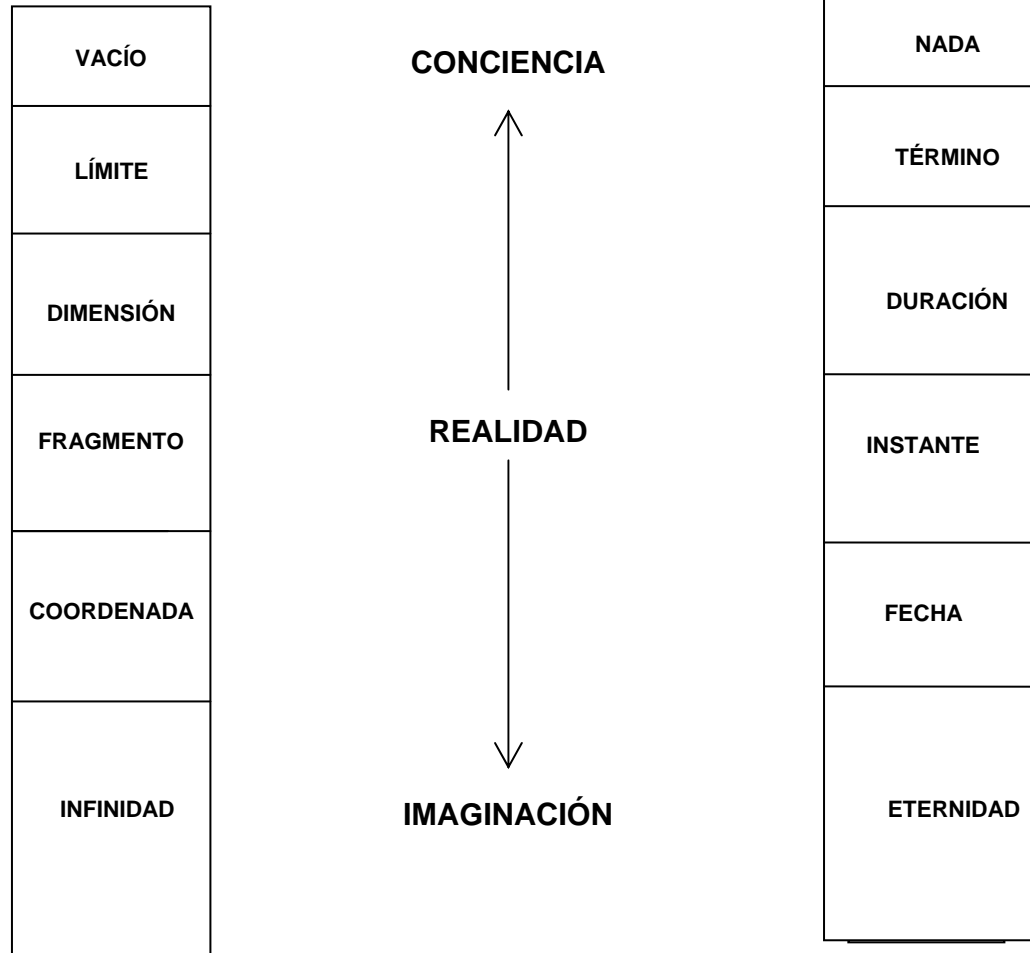 VACÍO
LÍMITE
DIMENSIÓN
FRAGMENTO
COORDENADA
INFINIDAD
CONCIENCIA
REALIDAD
IMAGINACIÓN
NADA
TÉRMINO
DURACIÓN
INSTANTE
FECHA
ETERNIDAD